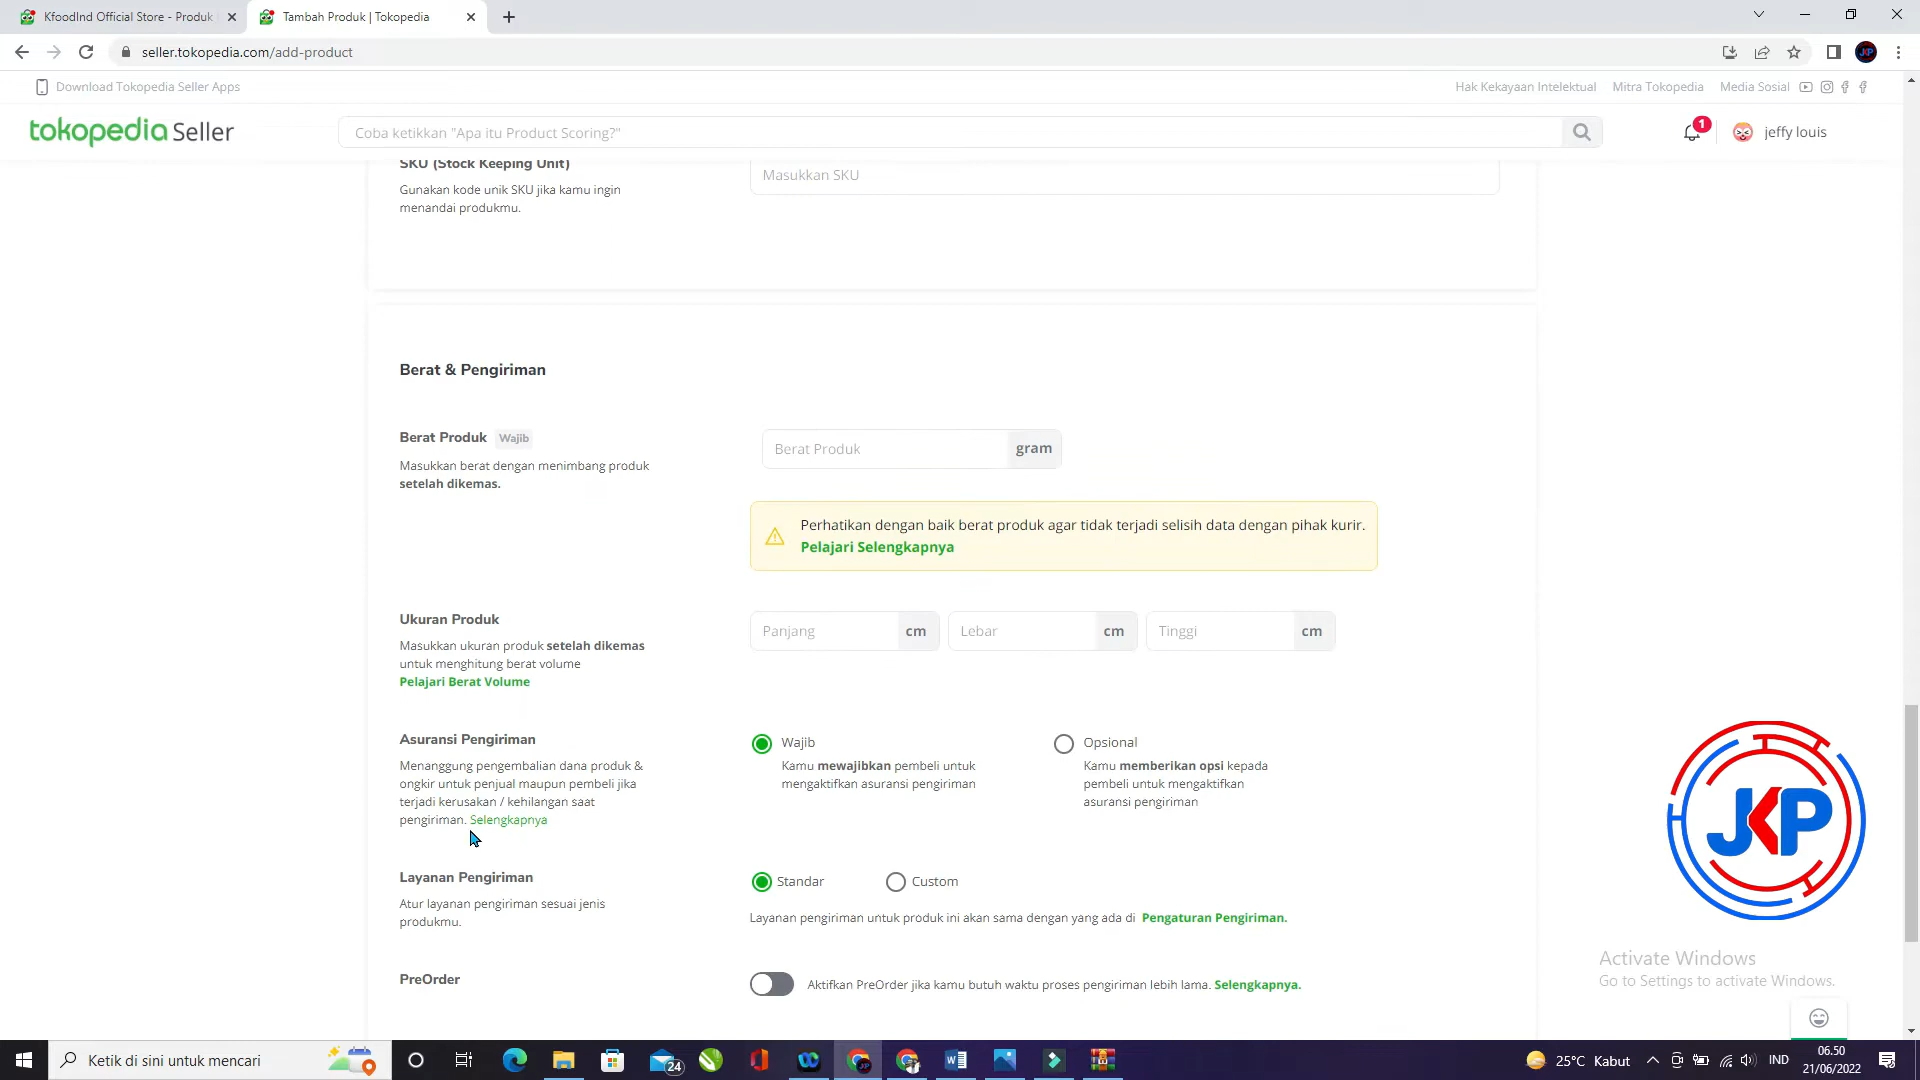 KfoodInd Official Store - Produk
Tambah Produk | Tokopedia
seller.tokopedia.com/add-product
Download Tokopedia Seller Apps
Hak Kekayaan Intelektual
Mitra Tokopedia
Media Sosial
tokopedia Seller
Coba ketikkan "Apa itu Product Scoring?"
1
jeffy louis
SKU (Stock Keeping Unit)
Gunakan kode unik SKU jika kamu ingin
menandai produkmu.
Masukkan SKU
Berat & Pengiriman
Berat Produk Wajib
Masukkan berat dengan menimbang produk
setelah dikemas.
Berat Produk gram
Perhatikan dengan baik berat produk agar tidak terjadi selisih data dengan pihak kurir.
Pelajari Selengkapnya
Ukuran Produk
Masukkan ukuran produk setelah dikemas
untuk menghitung berat volume
Pelajari Berat Volume
Panjang cm Lebar cm Tinggi cm
Asuransi Pengiriman
Menanggung pengembalian dana produk &
ongkir untuk penjual maupun pembeli jika
terjadi kerusakan / kehilangan saat
pengiriman. Selengkapnya
Wajib
Kamu mewajibkan pembeli untuk
mengaktifkan asuransi pengiriman
Opsional
Kamu memberikan opsi kepada
pembeli untuk mengaktifkan
asuransi pengiriman
Layanan Pengiriman
Atur layanan pengiriman sesuai jenis
produkmu.
Standar
Custom
Layanan pengiriman untuk produk ini akan sama dengan yang ada di Pengaturan Pengiriman.
PreOrder
Aktifkan PreOrder jika kamu butuh waktu proses pengiriman lebih lama. Selengkapnya.
JKP
Activate Windows
Go to Settings to activate Windows.
Ketik di sini untuk mencari
24
25°C Kabut
IND
06.50
21/06/2022